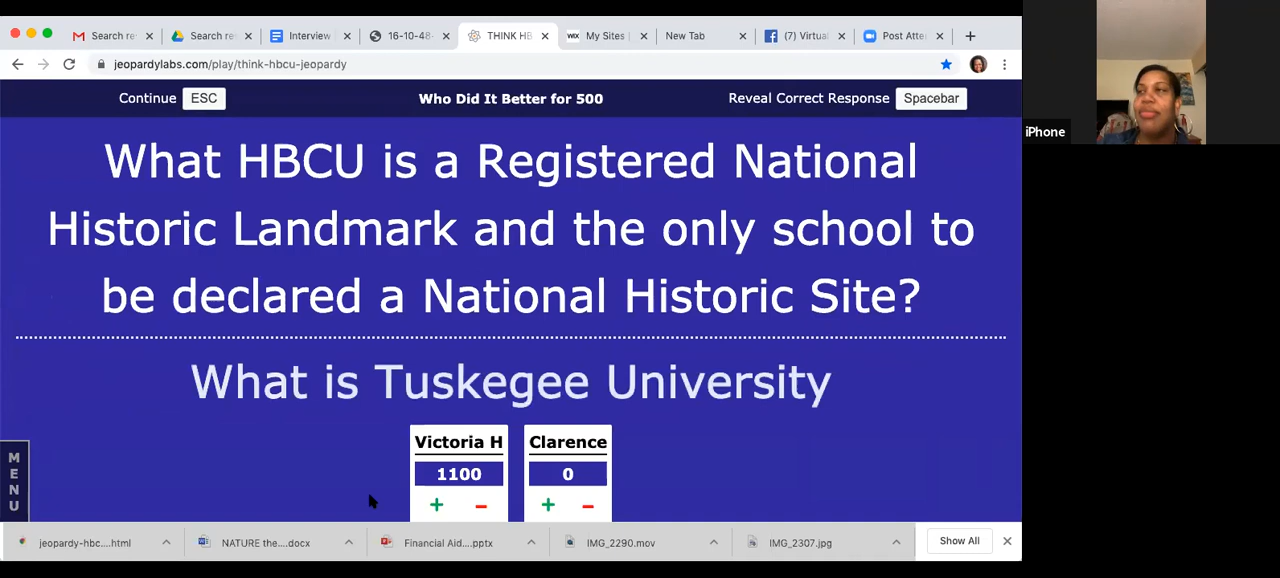 Search re
Search re
Interview
16-10-48-
THINK HB
WIX My Sites |
New Tab
(7) Virtual
Post Atte
jeopardylabs.com/play/think-hbcu-jeopardy
Continue ESC
Who Did It Better for 500
Reveal Correct Response Spacebar
What HBCU is a Registered National
Historic Landmark and the only school to
be declared a National Historic Site?
What is Tuskegee University
Victoria H
1100
+ −
Clarence
0
+ −
MENU
jeopardy-hbc....html
NATURE the....docx
Financial Aid....pptx
IMG_2290.mov
IMG_2307.jpg
Show All
iPhone